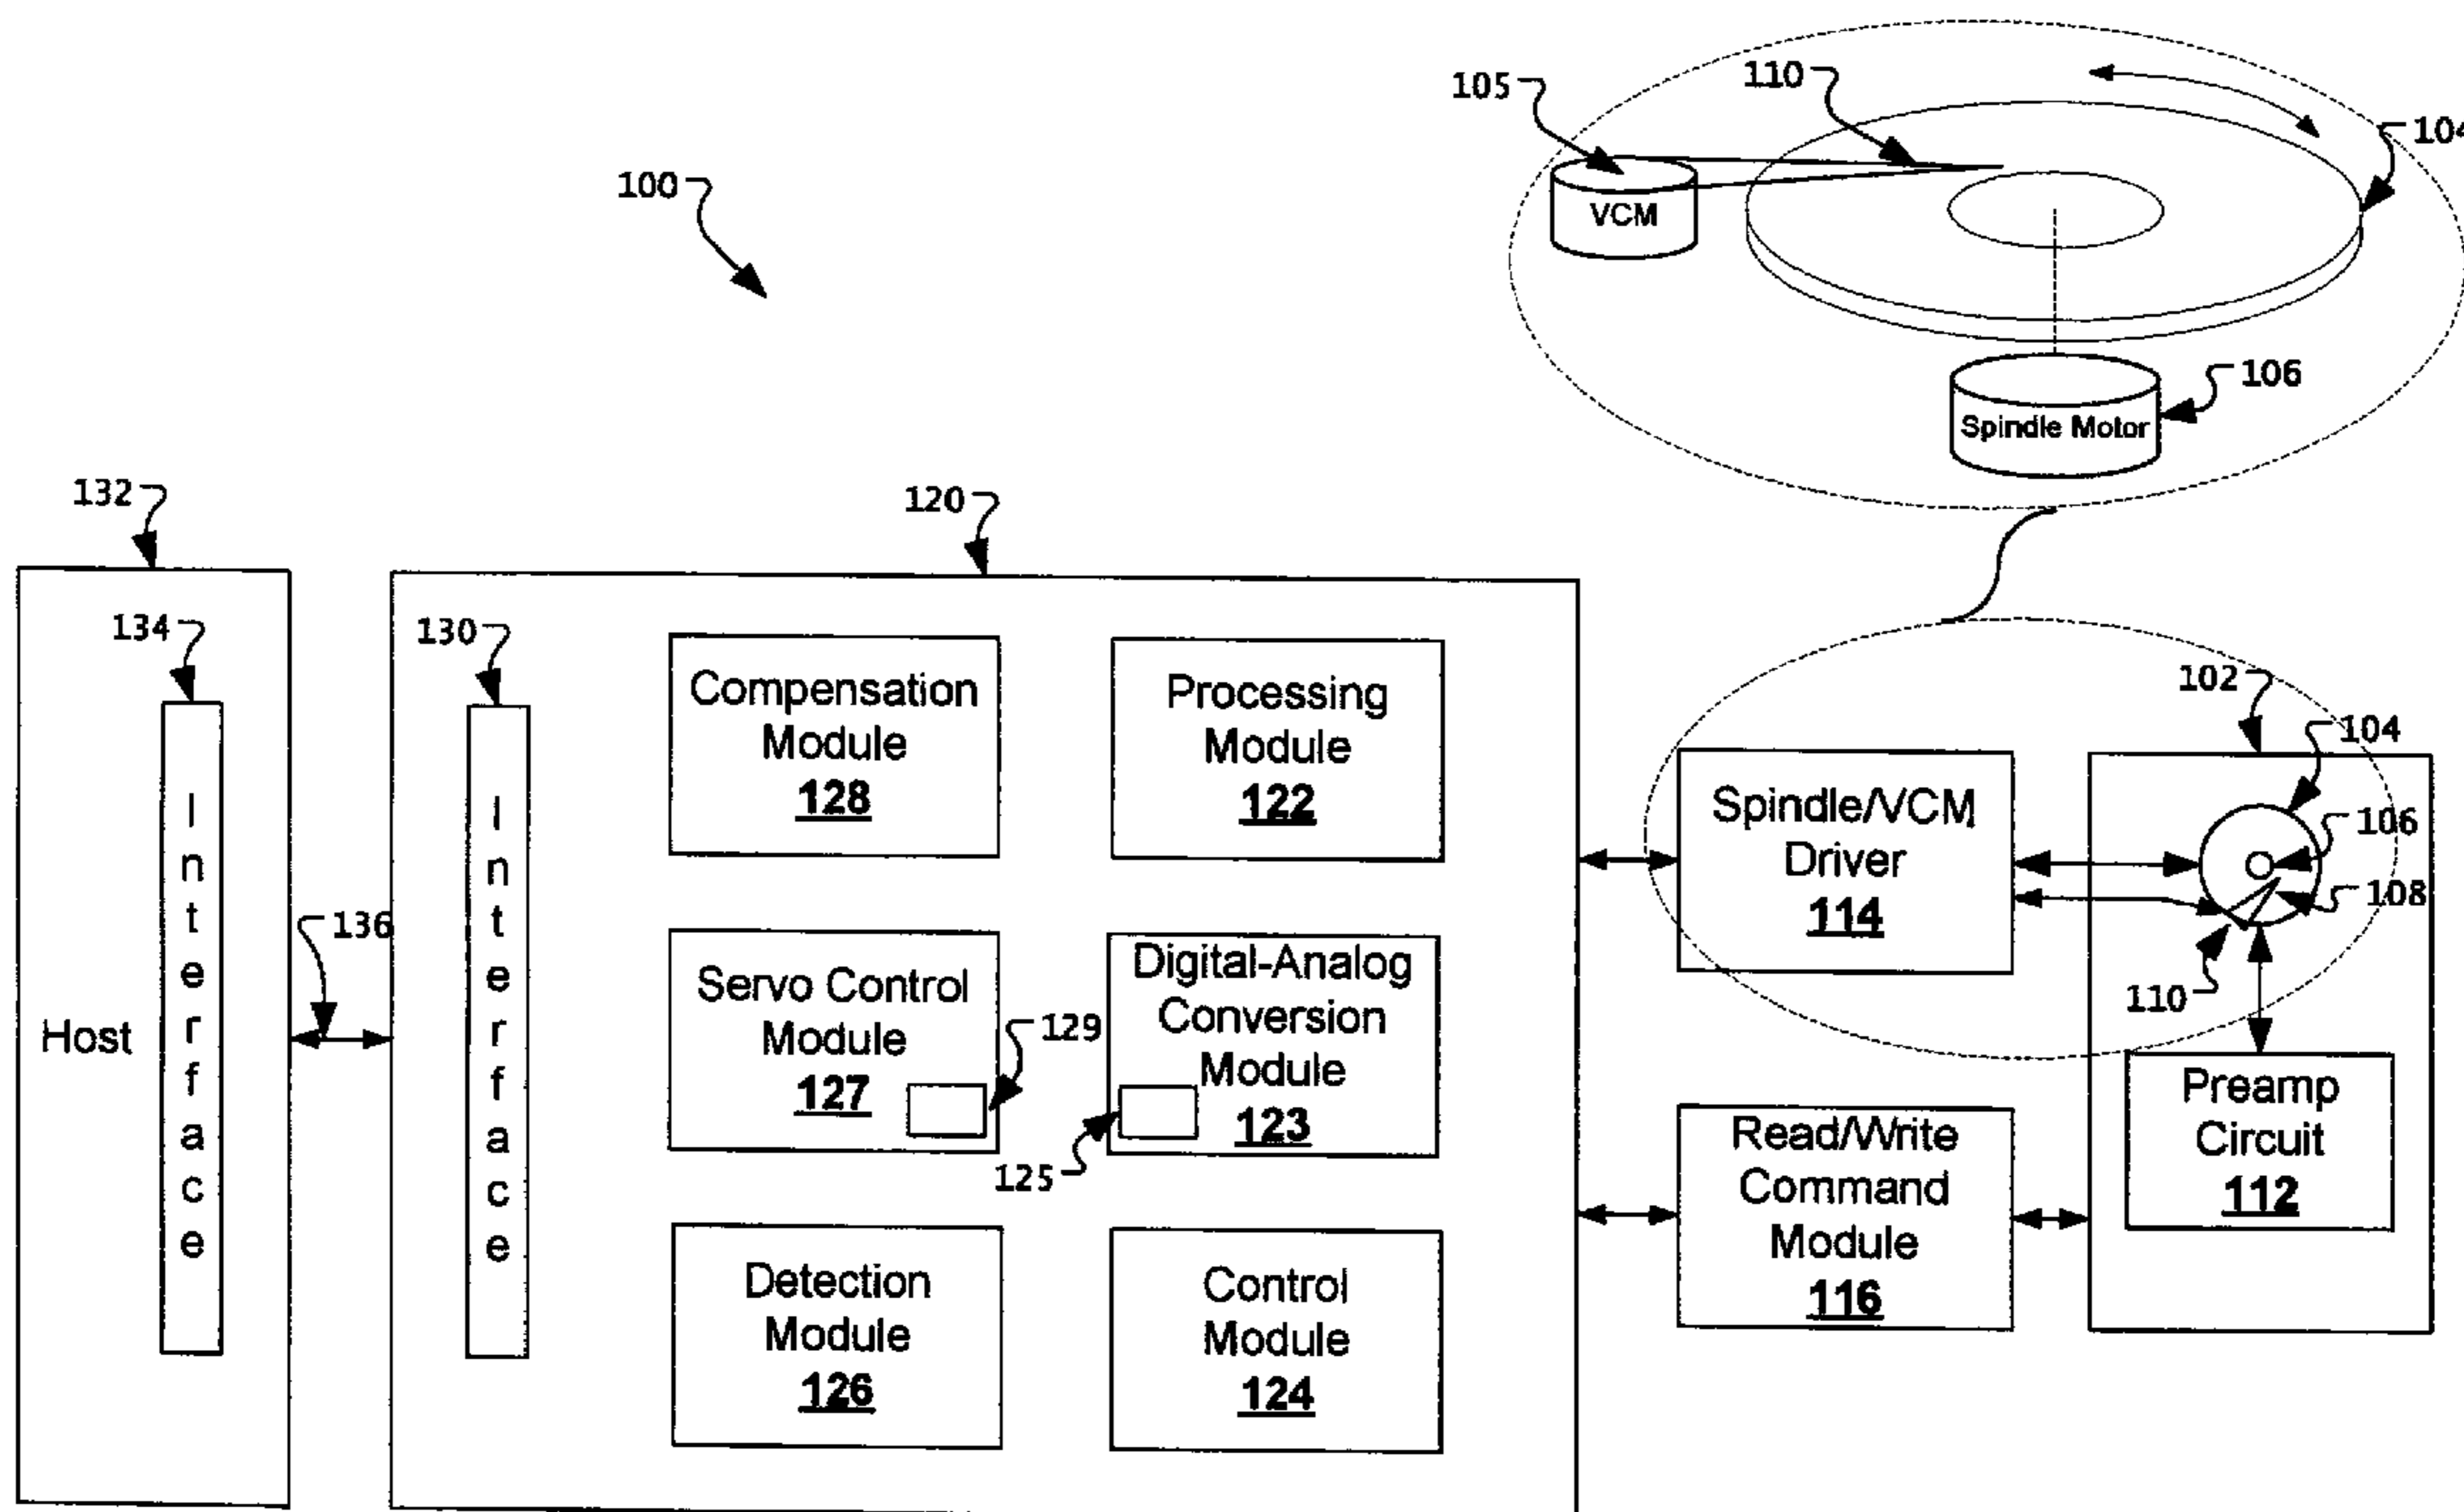 105
110
104
100
VCM
106
Spindle Motor
132
120
134
130
102
104
106
108
110
Host
Interface
136
Interface
Compensation
Module
128
Processing
Module
122
Servo Control
Module
127
129
Digital-Analog
Conversion
Module
123
125
Detection
Module
126
Control
Module
124
Spindle/VCM
Driver
114
Read/Write
Command
Module
116
Preamp
Circuit
112